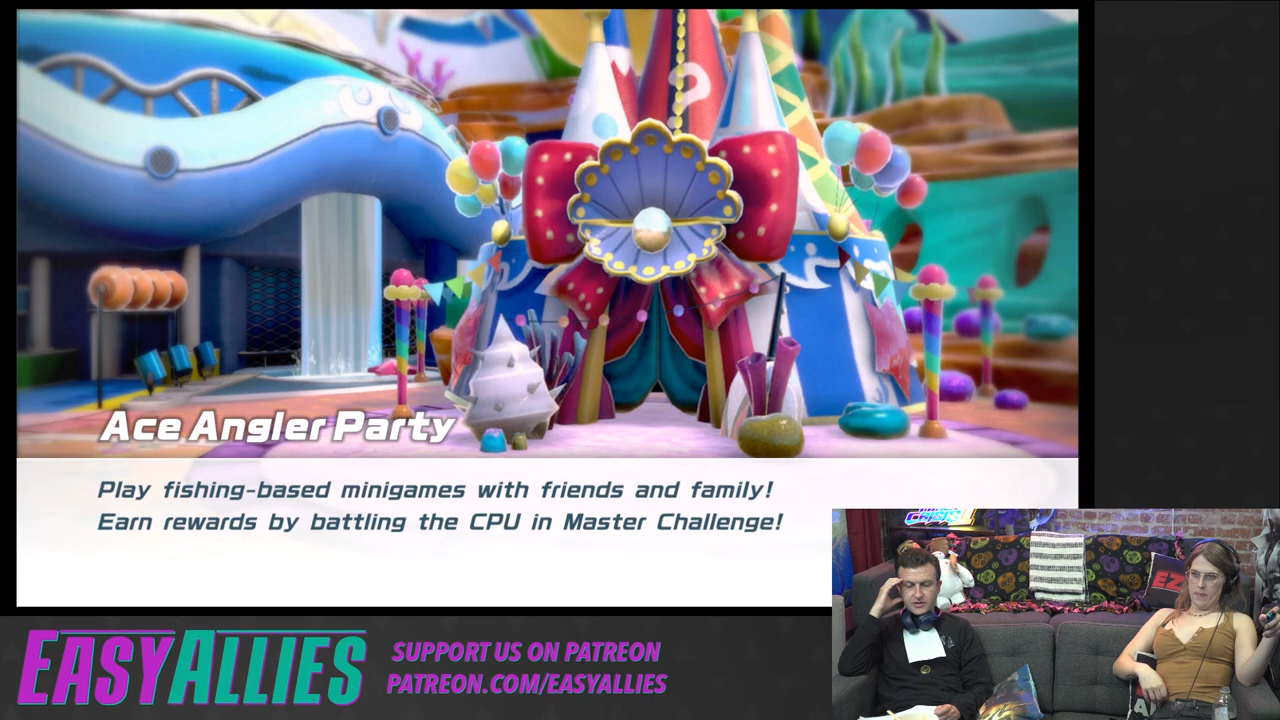 ?
Ace Angler Party
Play fishing-based minigames with friends and family!
Earn rewards by battling the CPU in Master Challenge!
EZ
EASYALLIES
SUPPORT US ON PATREON
PATREON.COM/EASYALLIES